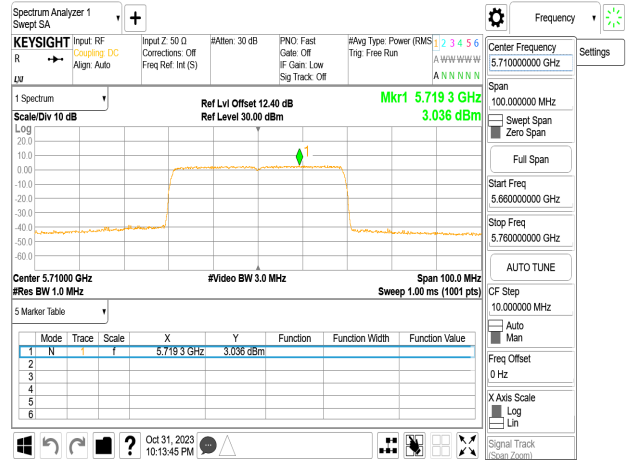 Spectrum Analyzer 1
Swept SA
+
Frequency
Settings
KEYSIGHT
R
LXI
Input: RF
Coupling: DC
Align: Auto
Input Z: 50 Ω
Corrections: Off
Freq Ref: Int (S)
#Atten: 30 dB
PNO: Fast
Gate: Off
IF Gain: Low
Sig Track: Off
#Avg Type: Power (RMS
Trig: Free Run
1 2 3 4 5 6
A W W W W W
A N N N N N
1 Spectrum
Scale/Div 10 dB
Ref Lvl Offset 12.40 dB
Ref Level 30.00 dBm
Mkr1 5.719 3 GHz
3.036 dBm
Log
20.0
10.0
0.00
-10.0
-20.0
-30.0
-40.0
-50.0
-60.0
1
Center 5.71000 GHz
#Res BW 1.0 MHz
#Video BW 3.0 MHz
Span 100.0 MHz
Sweep 1.00 ms (1001 pts)
5 Marker Table
Mode Trace Scale X Y Function Function Width Function Value
1 N 1 f 5.719 3 GHz 3.036 dBm
2
3
4
5
6
Center Frequency
5.710000000 GHz
Span
100.000000 MHz
Swept Span
Zero Span
Full Span
Start Freq
5.660000000 GHz
Stop Freq
5.760000000 GHz
AUTO TUNE
CF Step
10.000000 MHz
Auto
Man
Freq Offset
0 Hz
X Axis Scale
Log
Lin
Signal Track
(Span Zoom)
?
Oct 31, 2023
10:13:45 PM